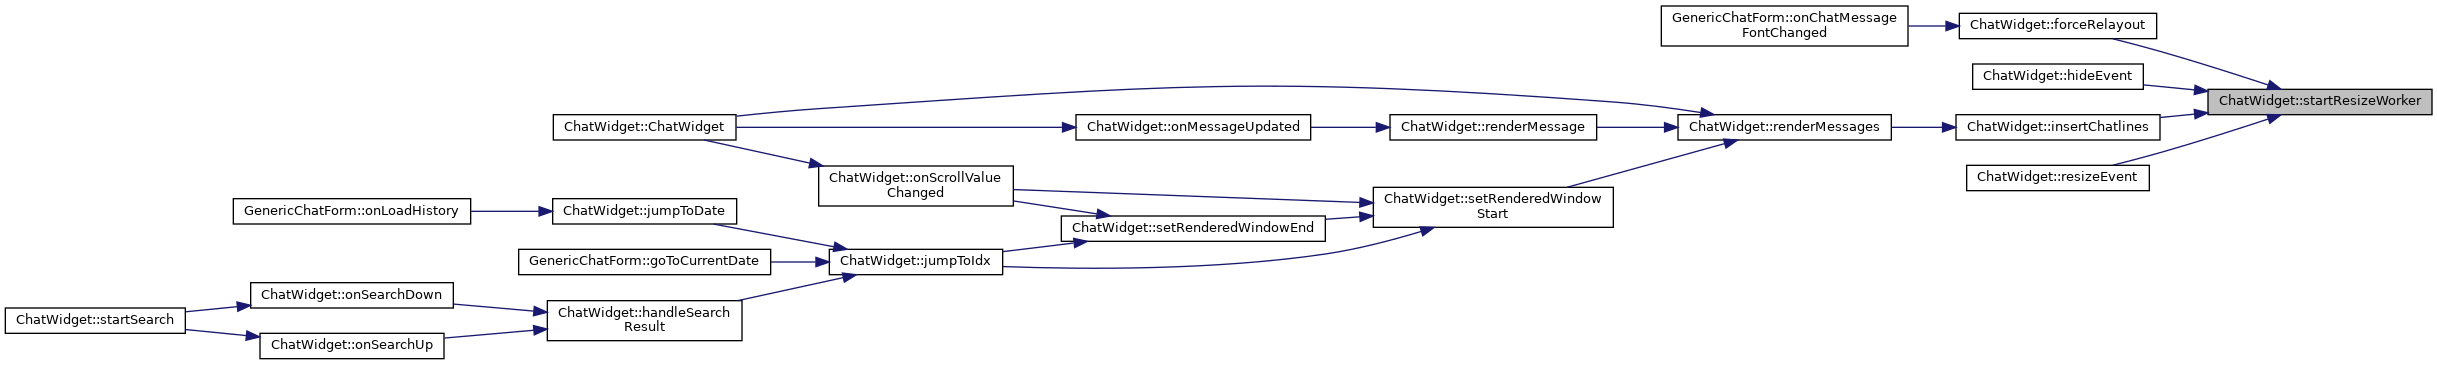 GenericChatForm::onChatMessage
FontChanged
ChatWidget::forceRelayout
ChatWidget::hideEvent
ChatWidget::startResizeWorker
ChatWidget::ChatWidget
ChatWidget::onMessageUpdated
ChatWidget::renderMessage
ChatWidget::renderMessages
ChatWidget::insertChatlines
ChatWidget::onScrollValue
Changed
ChatWidget::resizeEvent
ChatWidget::setRenderedWindow
Start
GenericChatForm::onLoadHistory
ChatWidget::jumpToDate
ChatWidget::setRenderedWindowEnd
GenericChatForm::goToCurrentDate
ChatWidget::jumpToIdx
ChatWidget::onSearchDown
ChatWidget::handleSearch
Result
ChatWidget::startSearch
ChatWidget::onSearchUp